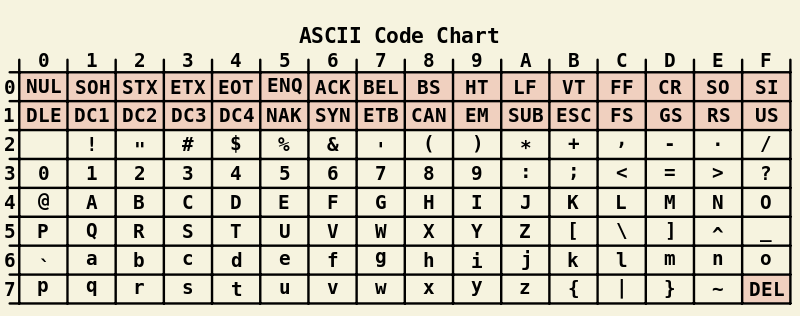 ASCII Code Chart
0 1 2 3 4 5 6 7 8 9 A B C D E F
0 NUL SOH STX ETX EOT ENQ ACK BEL BS HT LF VT FF CR SO SI
1 DLE DC1 DC2 DC3 DC4 NAK SYN ETB CAN EM SUB ESC FS GS RS US
2 ! " # $ % & ' ( ) * + , - . /
3 0 1 2 3 4 5 6 7 8 9 : ; < = > ?
4 @ A B C D E F G H I J K L M N O
5 P Q R S T U V W X Y Z [ \ ] ^ _
6 ` a b c d e f g h i j k l m n o
7 p q r s t u v w x y z { | } ~ DEL